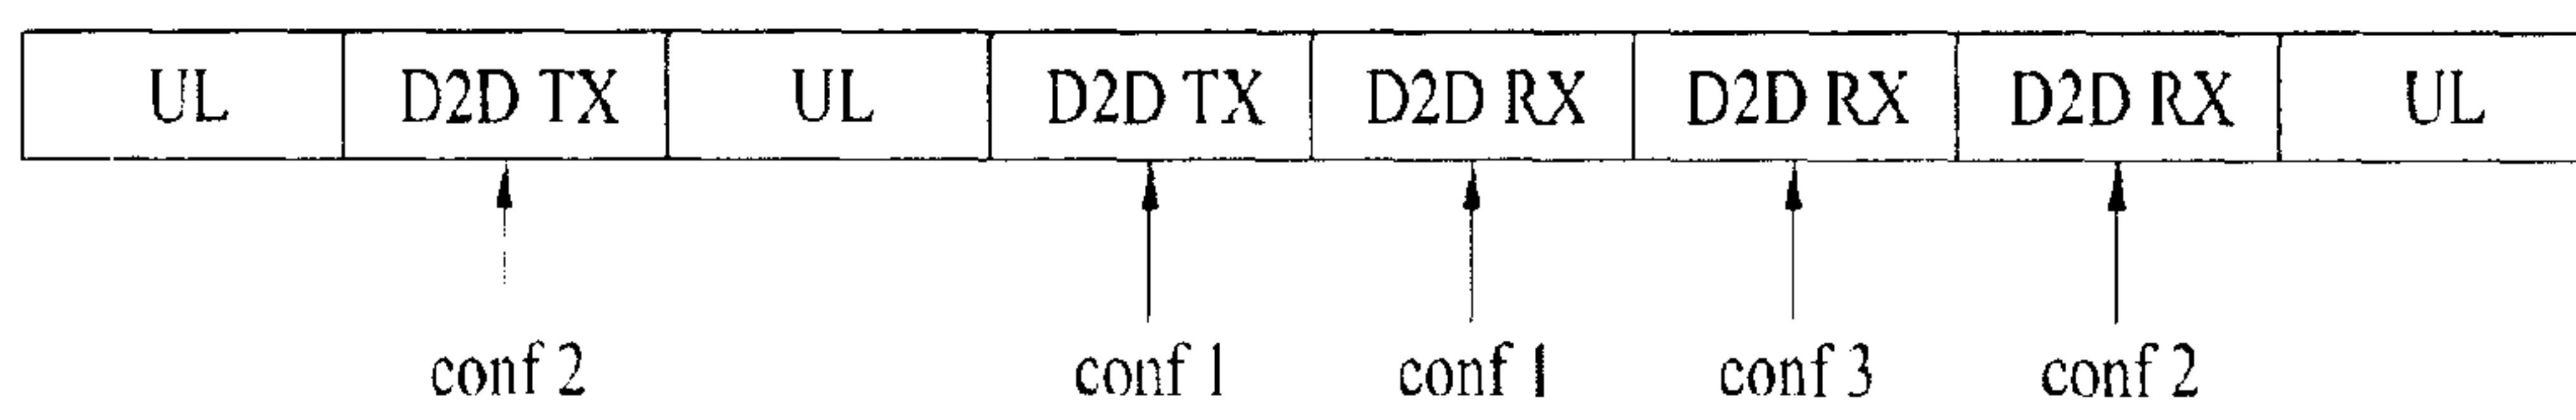 UL D2D TX UL D2D TX D2D RX D2D RX D2D RX UL
conf 2 conf 1 conf 1 conf 3 conf 2